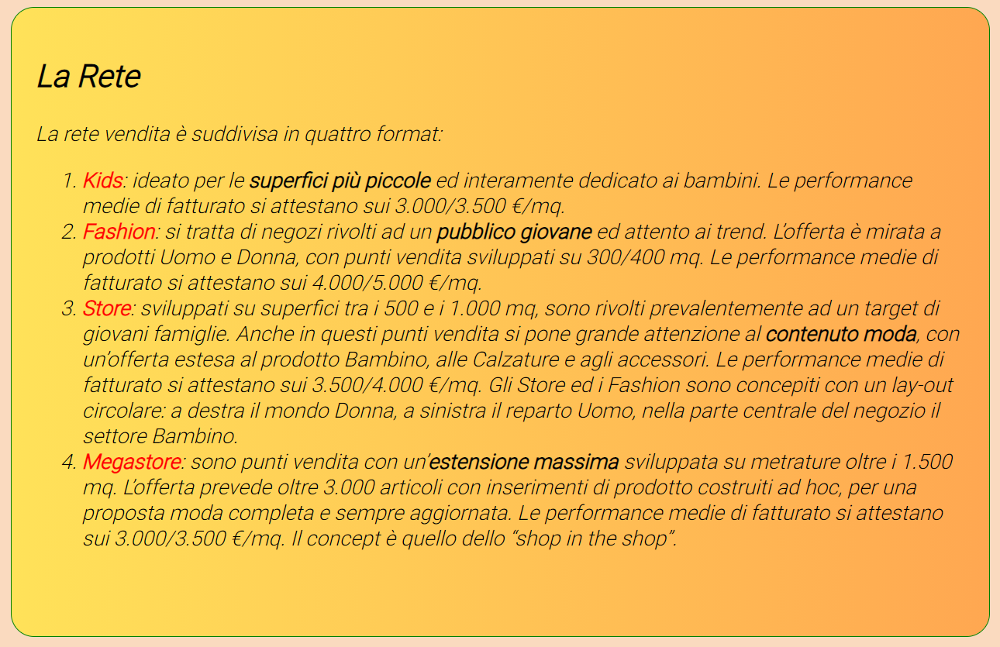 La Rete
La rete vendita è suddivisa in quattro format:
1. Kids: ideato per le superfici più piccole ed interamente dedicato ai bambini. Le performance
medie di fatturato si attestano sui 3.000/3.500 €/mq.
2. Fashion: si tratta di negozi rivolti ad un pubblico giovane ed attento ai trend. L’offerta è mirata a
prodotti Uomo e Donna, con punti vendita sviluppati su 300/400 mq. Le performance medie di
fatturato si attestano sui 4.000/5.000 €/mq.
3. Store: sviluppati su superfici tra i 500 e i 1.000 mq, sono rivolti prevalentemente ad un target di
giovani famiglie. Anche in questi punti vendita si pone grande attenzione al contenuto moda, con
un’offerta estesa al prodotto Bambino, alle Calzature e agli accessori. Le performance medie di
fatturato si attestano sui 3.500/4.000 €/mq. Gli Store ed i Fashion sono concepiti con un lay-out
circolare: a destra il mondo Donna, a sinistra il reparto Uomo, nella parte centrale del negozio il
settore Bambino.
4. Megastore: sono punti vendita con un’estensione massima sviluppata su metrature oltre i 1.500
mq. L’offerta prevede oltre 3.000 articoli con inserimenti di prodotto costruiti ad hoc, per una
proposta moda completa e sempre aggiornata. Le performance medie di fatturato si attestano
sui 3.000/3.500 €/mq. Il concept è quello dello “shop in the shop”.